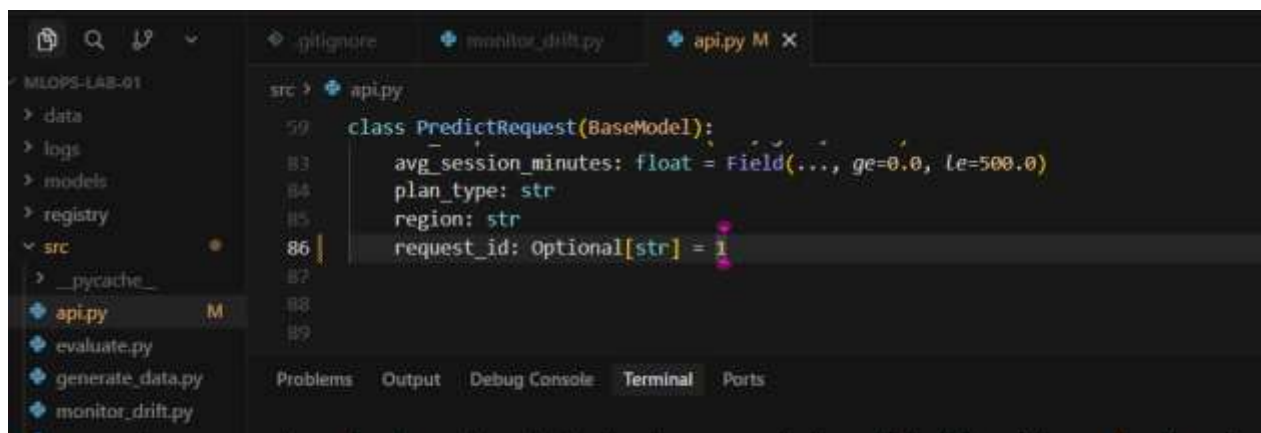 .gitignore
monitor_drift.py
api.py M
MLOPS-LAB-01
src > api.py
> data
59 class PredictRequest(BaseModel):
> logs
83 avg_session_minutes: float = Field(..., ge=0.0, le=500.0)
> models
84 plan_type: str
> registry
85 region: str
src
86 request_id: Optional[str] = 1
> __pycache__
87
88
api.py M
89
evaluate.py
generate_data.py
Problems Output Debug Console Terminal Ports
monitor_drift.py